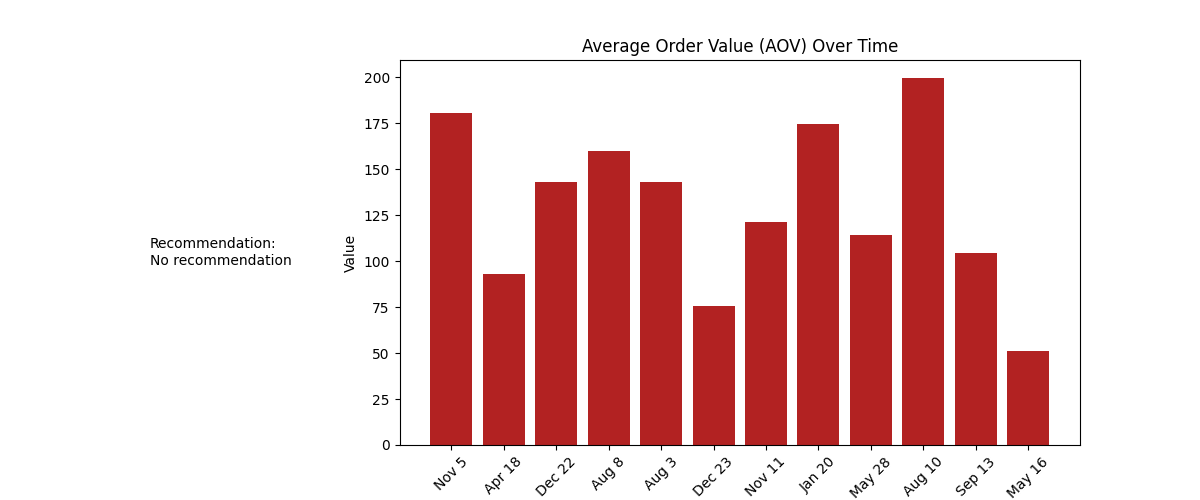 Average Order Value (AOV) Over Time
Recommendation:
No recommendation
Value
200
175
150
125
100
75
50
25
0
Nov 5
Apr 18
Dec 22
Aug 8
Aug 3
Dec 23
Nov 11
Jan 20
May 28
Aug 10
Sep 13
May 16